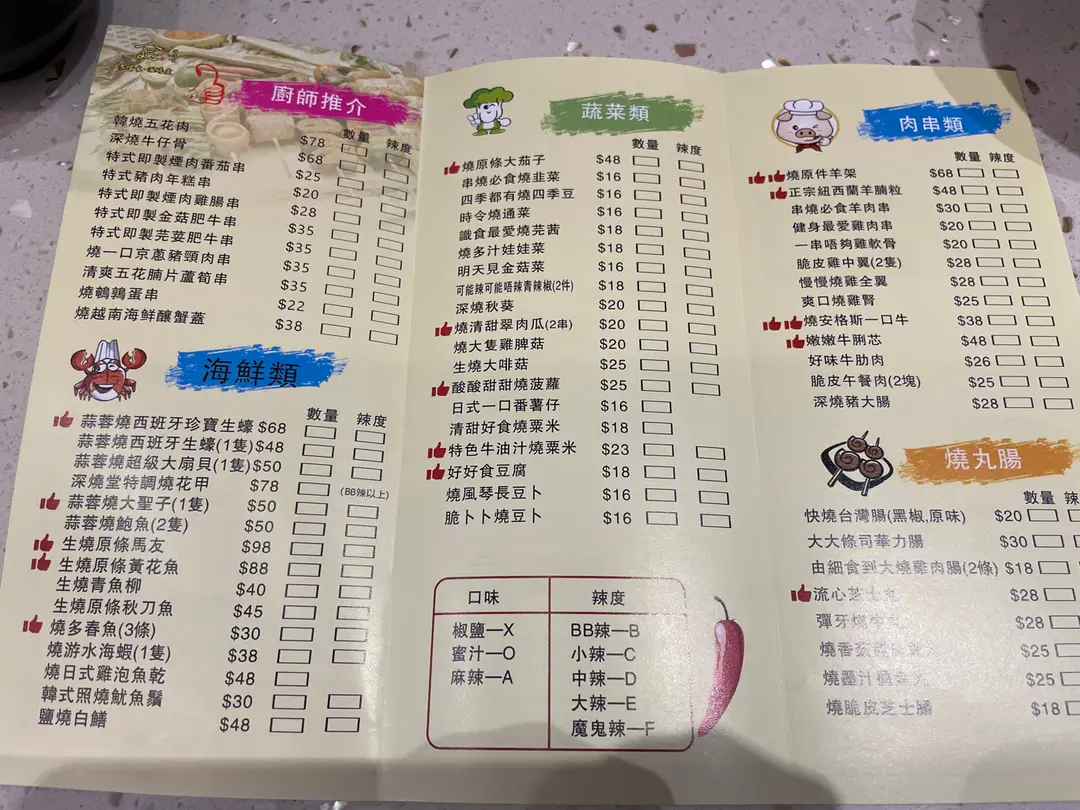 廚師推介
數量 辣度
韓燒五花肉 $78
深燒牛仔骨 $68
特式即製煙肉番茄串 $25
特式豬肉年糕串 $20
特式即製煙肉雞腸串 $28
特式即製金菇肥牛串 $35
特式即製芫荽肥牛串 $35
燒一口京蔥豬頸肉串 $35
清爽五花腩片蘆筍串 $35
燒鵪鶉蛋串 $22
燒越南海鮮釀蟹蓋 $38
海鮮類
數量 辣度
蒜蓉燒西班牙珍寶生蠔 $68
蒜蓉燒西班牙生蠔(1隻) $48
蒜蓉燒超級大扇貝(1隻) $50
深燒堂特調燒花甲 $78 (BB辣以上)
蒜蓉燒大聖子(1隻) $50
蒜蓉燒鮑魚(2隻) $50
生燒原條馬友 $98
生燒原條黃花魚 $88
生燒青魚柳 $40
生燒原條秋刀魚 $45
燒多春魚(3條) $30
燒游水海蝦(1隻) $38
燒日式雞泡魚乾 $48
韓式照燒魷魚鬚 $30
鹽燒白鱔 $48
蔬菜類
數量 辣度
燒原條大茄子 $48
串燒必食燒韭菜 $16
四季都有燒四季豆 $16
時令燒通菜 $16
識食最愛燒芫茜 $18
燒多汁娃娃菜 $18
明天見金菇菜 $16
可能辣可能唔辣青辣椒(2件) $18
深燒秋葵 $20
燒清甜翠肉瓜(2串) $20
燒大隻雞脾菇 $20
生燒大啡菇 $25
酸酸甜甜燒菠蘿 $25
日式一口番薯仔 $16
清甜好食燒粟米 $18
特色牛油汁燒粟米 $23
好好食豆腐 $18
燒風琴長豆卜 $16
脆卜卜燒豆卜 $16
口味 辣度
椒鹽—X BB辣—B
蜜汁—O 小辣—C
麻辣—A 中辣—D
大辣—E
魔鬼辣—F
肉串類
數量 辣度
燒原件羊架 $68
正宗紐西蘭羊腩粒 $48
串燒必食羊肉串 $30
健身最愛雞肉串 $20
一串唔夠雞軟骨 $20
脆皮雞中翼(2隻) $28
慢慢燒雞全翼 $28
爽口燒雞腎 $25
燒安格斯一口牛 $38
嫩嫩牛脷芯 $48
好味牛肋肉 $26
脆皮午餐肉(2塊) $25
深燒豬大腸 $28
燒丸腸
數量 辣
快燒台灣腸(黑椒,原味) $20
大大條司華力腸 $30
由細食到大燒雞肉腸(2條) $18
流心芝士丸 $28
彈牙 $28
燒香 $25
燒墨汁 $25
燒脆皮芝士腸 $18